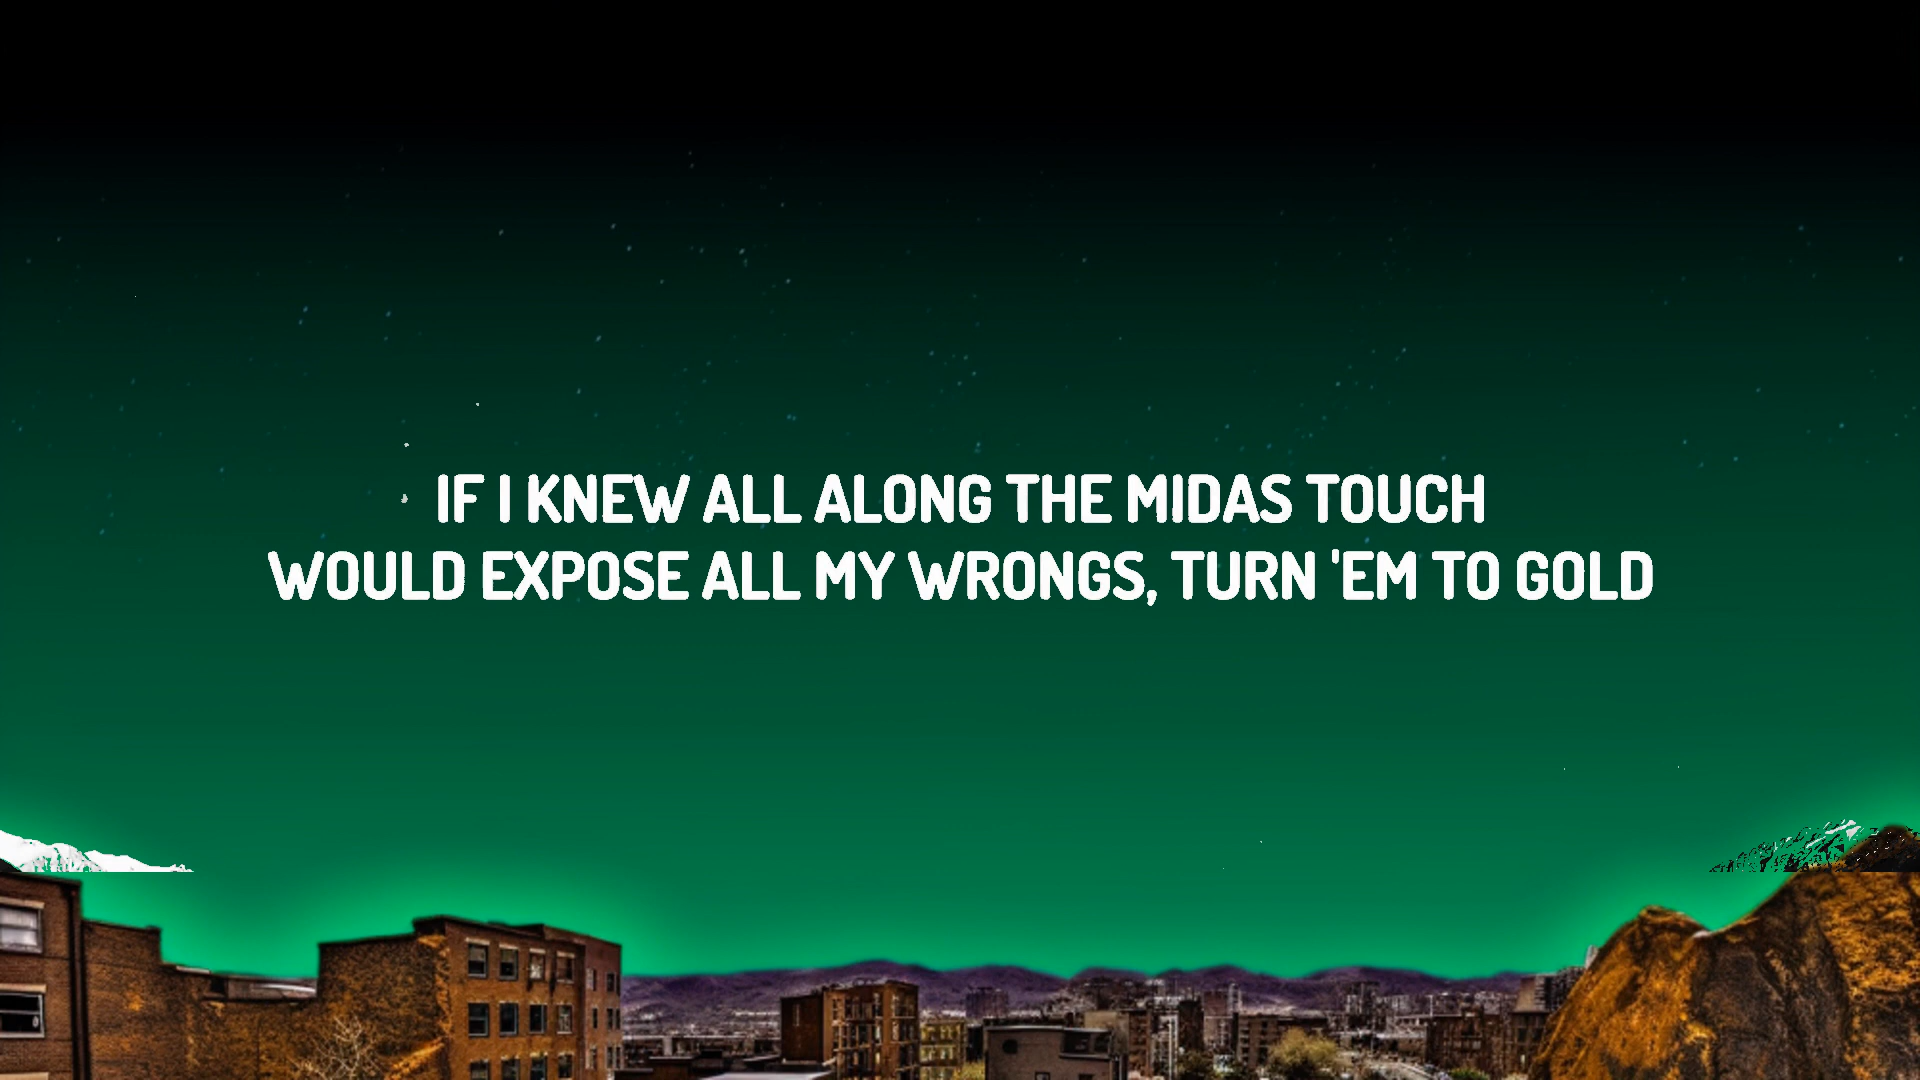 IF I KNEW ALL ALONG THE MIDAS TOUCH
WOULD EXPOSE ALL MY WRONGS, TURN 'EM TO GOLD